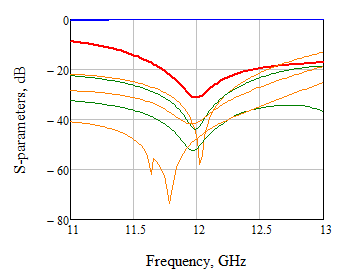 0
– 20
– 40
– 60
– 80
S-parameters, dB
11 11.5 12 12.5 13
Frequency, GHz